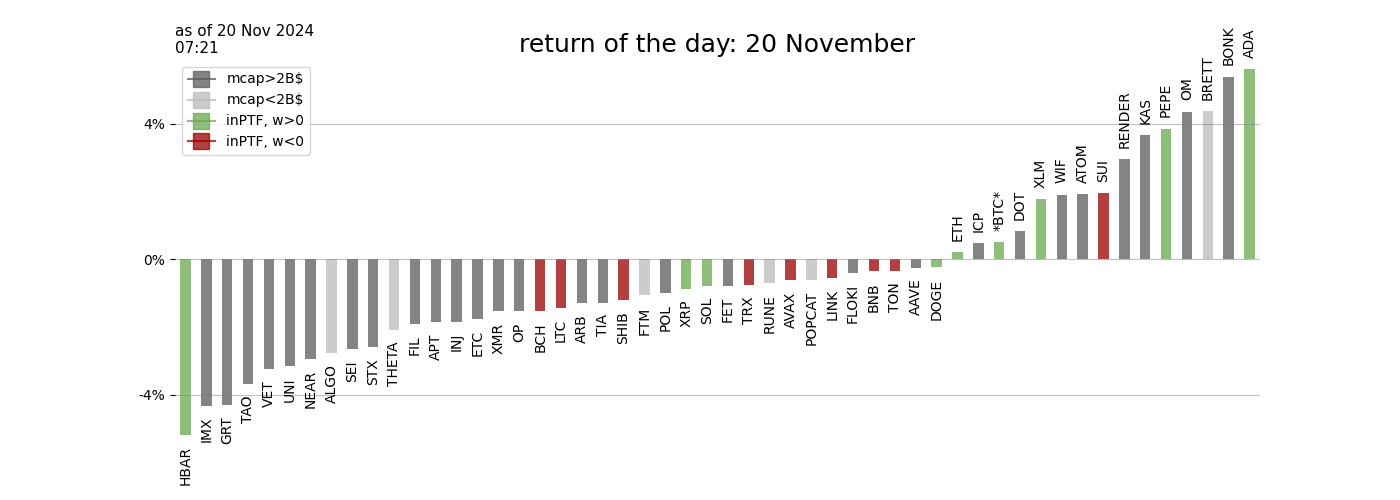 as of 20 Nov 2024
07:21
return of the day: 20 November
mcap>2B$
mcap<2B$
inPTF, w>0
inPTF, w<0
4%
0%
-4%
HBAR
IMX
GRT
TAO
VET
UNI
NEAR
ALGO
SEI
STX
THETA
FIL
APT
INJ
ETC
XMR
OP
BCH
LTC
ARB
TIA
SHIB
FTM
POL
XRP
SOL
FET
TRX
RUNE
AVAX
POPCAT
LINK
FLOKI
BNB
TON
AAVE
DOGE
ETH
ICP
*BTC*
DOT
XLM
WIF
ATOM
SUI
RENDER
KAS
PEPE
OM
BRETT
BONK
ADA